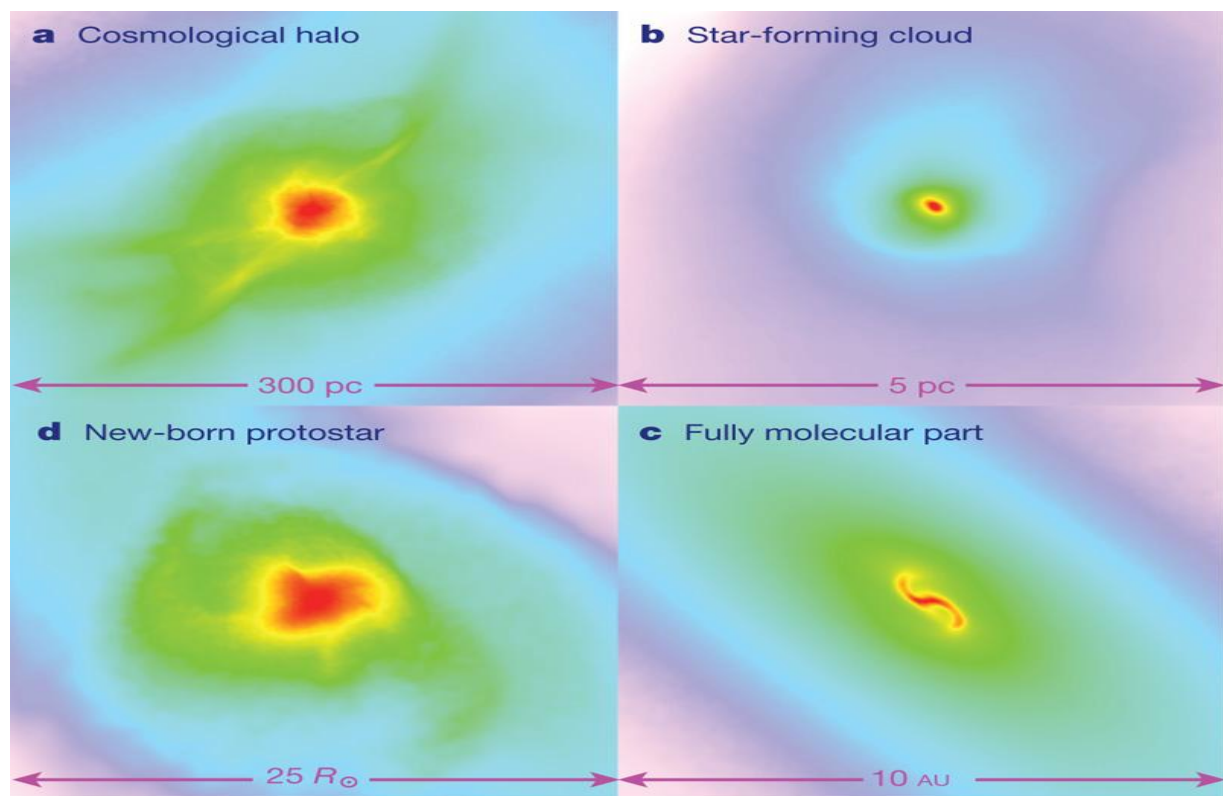 a Cosmological halo
b Star-forming cloud
300 pc
5 pc
d New-born protostar
c Fully molecular part
25 R☉
10 AU